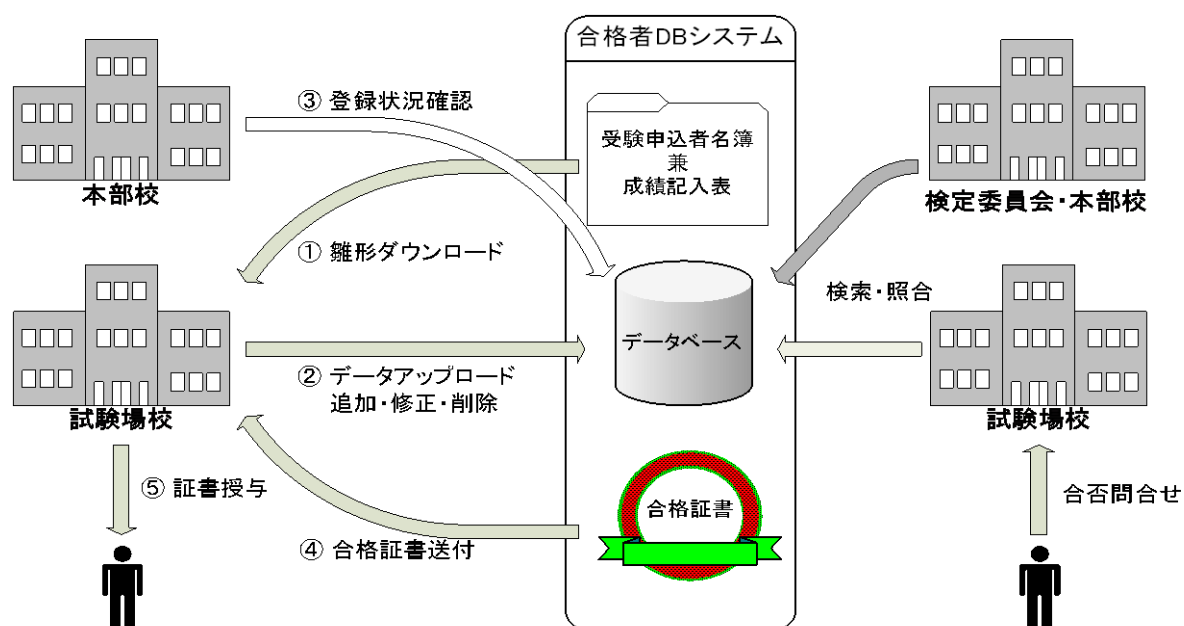 合格者DBシステム
③ 登録状況確認
受験申込者名簿
兼
成績記入表
本部校
検定委員会・本部校
① 雛形ダウンロード
検索・照合
データベース
② データアップロード
追加・修正・削除
試験場校
試験場校
⑤ 証書授与
合格証書
合否問合せ
④ 合格証書送付